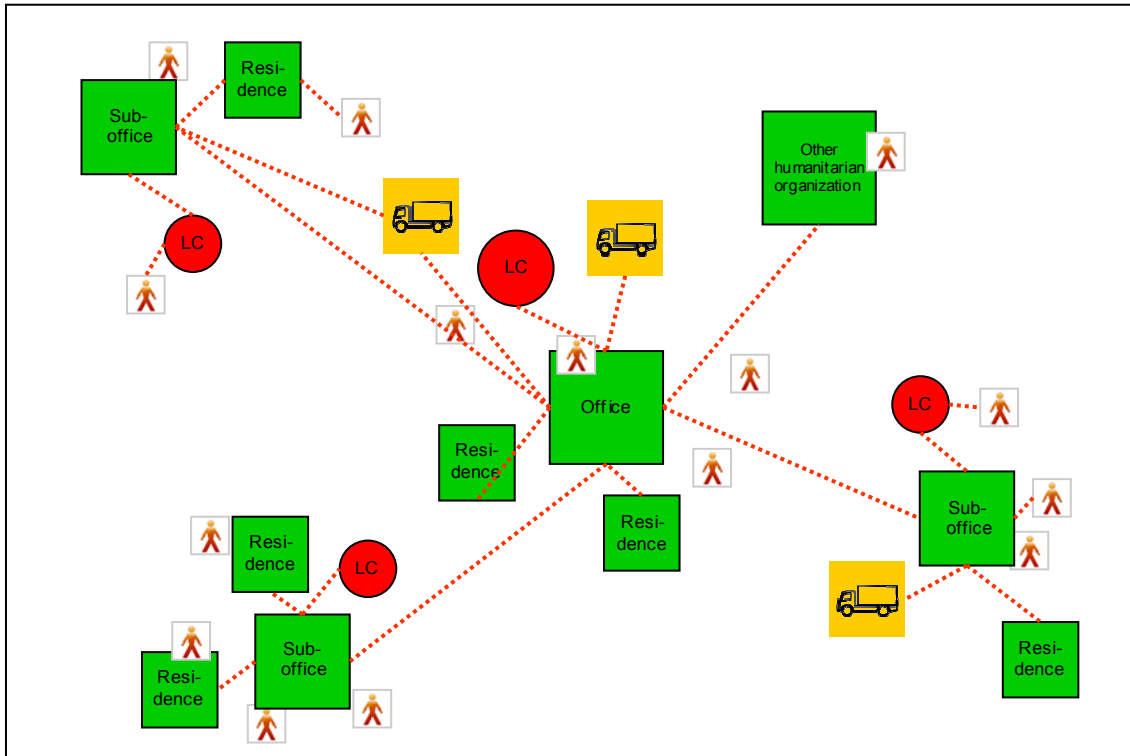 Resi-
dence
Sub-
office
Other
humanitarian
organization
LC
LC
Office
LC
Resi-
dence
Resi-
dence
Sub-
office
Resi-
dence
LC
Sub-
office
Resi-
dence
Resi-
dence